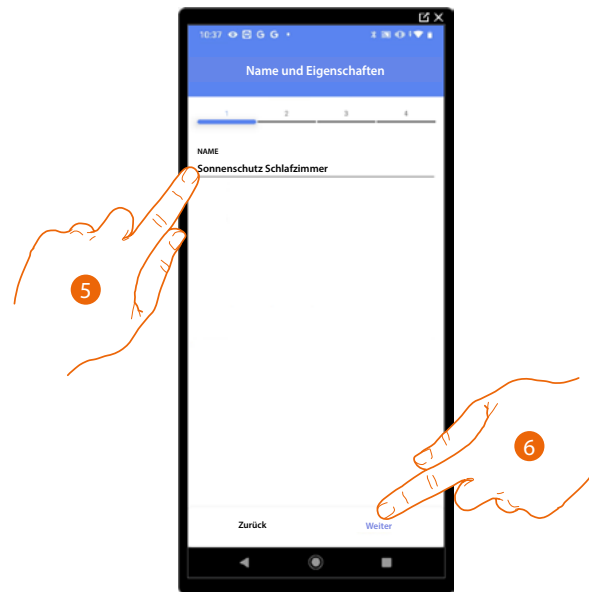 10:37 G G
Name und Eigenschaften
1 2 3 4
NAME
Sonnenschutz Schlafzimmer
5
6
Zurück Weiter